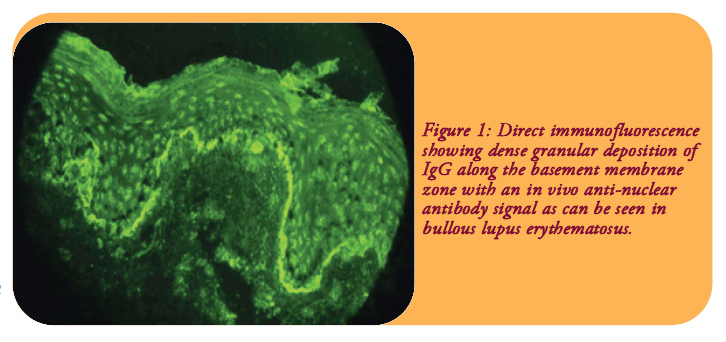 Figure 1: Direct immunofluorescence
showing dense granular deposition of
IgG along the basement membrane
zone with an in vivo anti-nuclear
antibody signal as can be seen in
bullous lupus erythematosus.